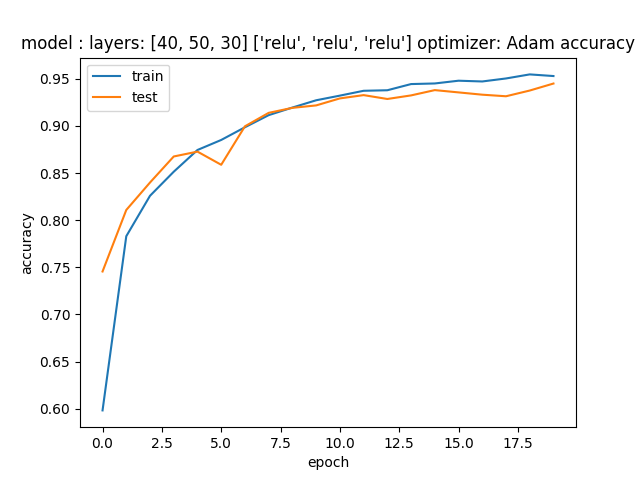 model : layers: [40, 50, 30] ['relu', 'relu', 'relu'] optimizer: Adam accuracy
train
test
0.95
0.90
0.85
0.80
0.75
0.70
0.65
0.60
accuracy
0.0 2.5 5.0 7.5 10.0 12.5 15.0 17.5
epoch